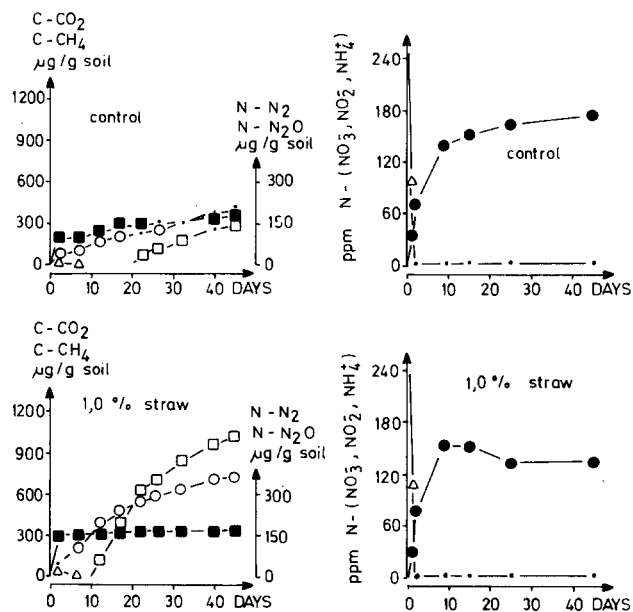 C-CO2
C-CH4
μg/g soil
1200
900
600
300
0
control
N-N2
N-N2O
μg/g soil
300
150
0
0 10 20 30 40 DAYS
ppm N-(NO3-, NO2-, NH4+)
240
180
120
60
0
control
0 10 20 30 40 DAYS
C-CO2
C-CH4
μg/g soil
1200
900
600
300
0
1,0 % straw
N-N2
N-N2O
μg/g soil
300
150
0
0 10 20 30 40 DAYS
ppm N-(NO3-, NO2-, NH4+)
240
180
120
60
0
1,0 % straw
0 10 20 30 40 DAYS